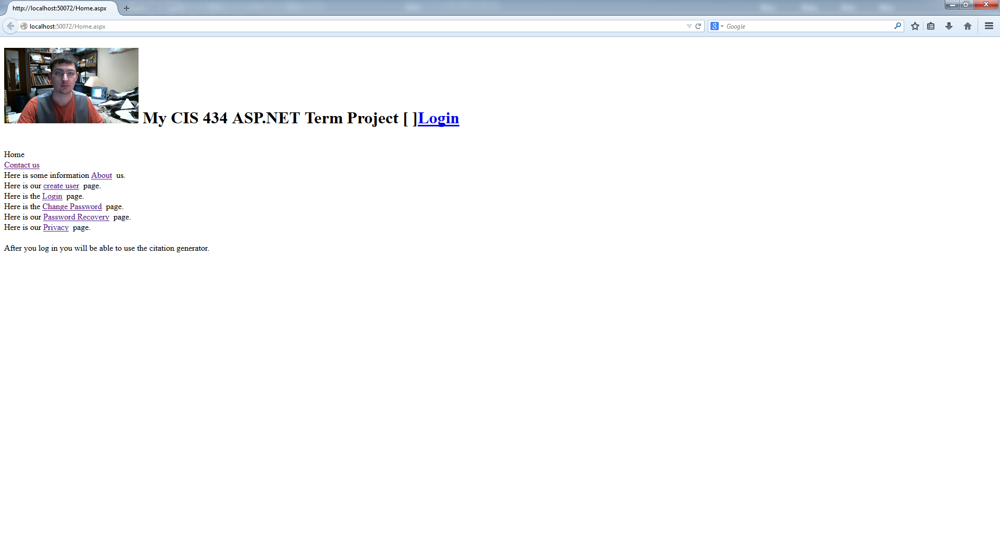 http://localhost:50072/Home.aspx
localhost:50072/Home.aspx
8 Google
My CIS 434 ASP.NET Term Project [ ]Login
Home
Contact us
Here is some information About us.
Here is our create user page.
Here is the Login page.
Here is the Change Password page.
Here is our Password Recovery page.
Here is our Privacy page.
After you log in you will be able to use the citation generator.